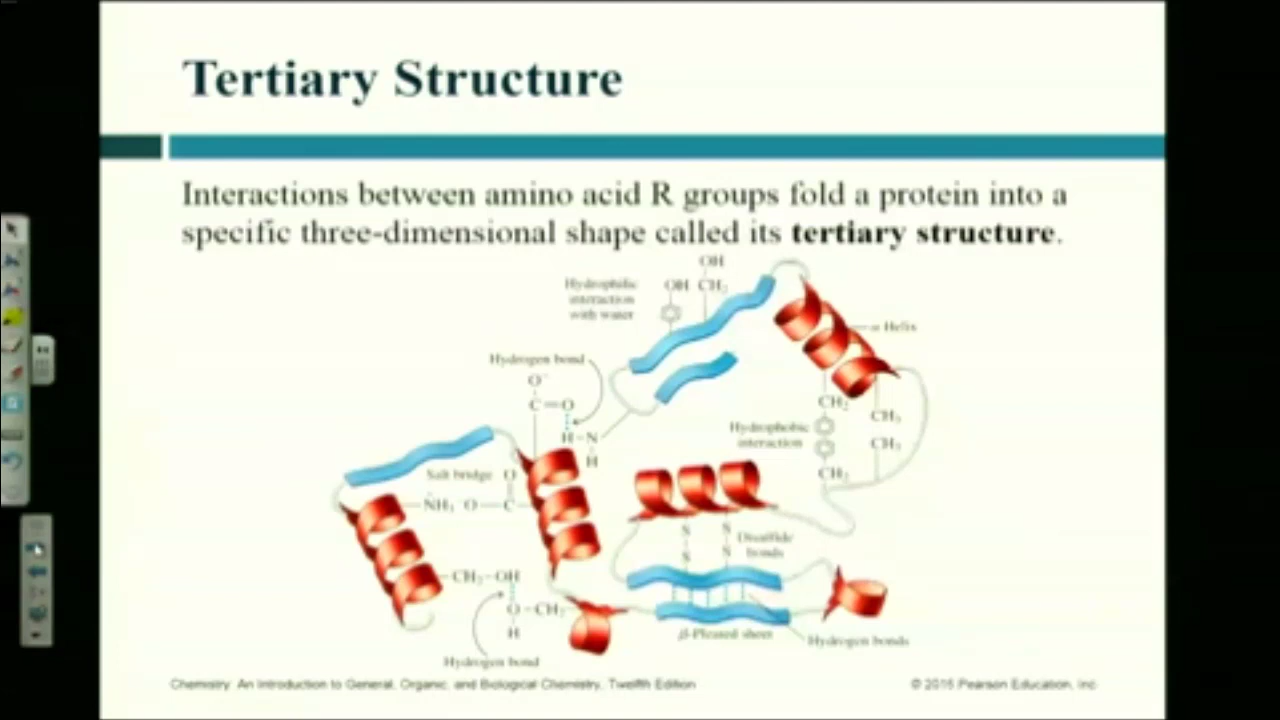 Tertiary Structure
Interactions between amino acid R groups fold a protein into a
specific three-dimensional shape called its tertiary structure.
OH
OH CH₂
Hydrophilic
interaction
with water
α Helix
Hydrogen bond
O⁻
C=O
H-N
H
CH₂
CH₃
Hydrophobic
interaction
CH₃
CH₂
Salt bridge
O
NH₃ O—C
S S
S S
Disulfide
bonds
CH₂-OH
O-CH₂
H
β-Pleated sheet
Hydrogen bonds
Hydrogen bond
Chemistry: An Introduction to General, Organic, and Biological Chemistry, Twelfth Edition
© 2015 Pearson Education, Inc.